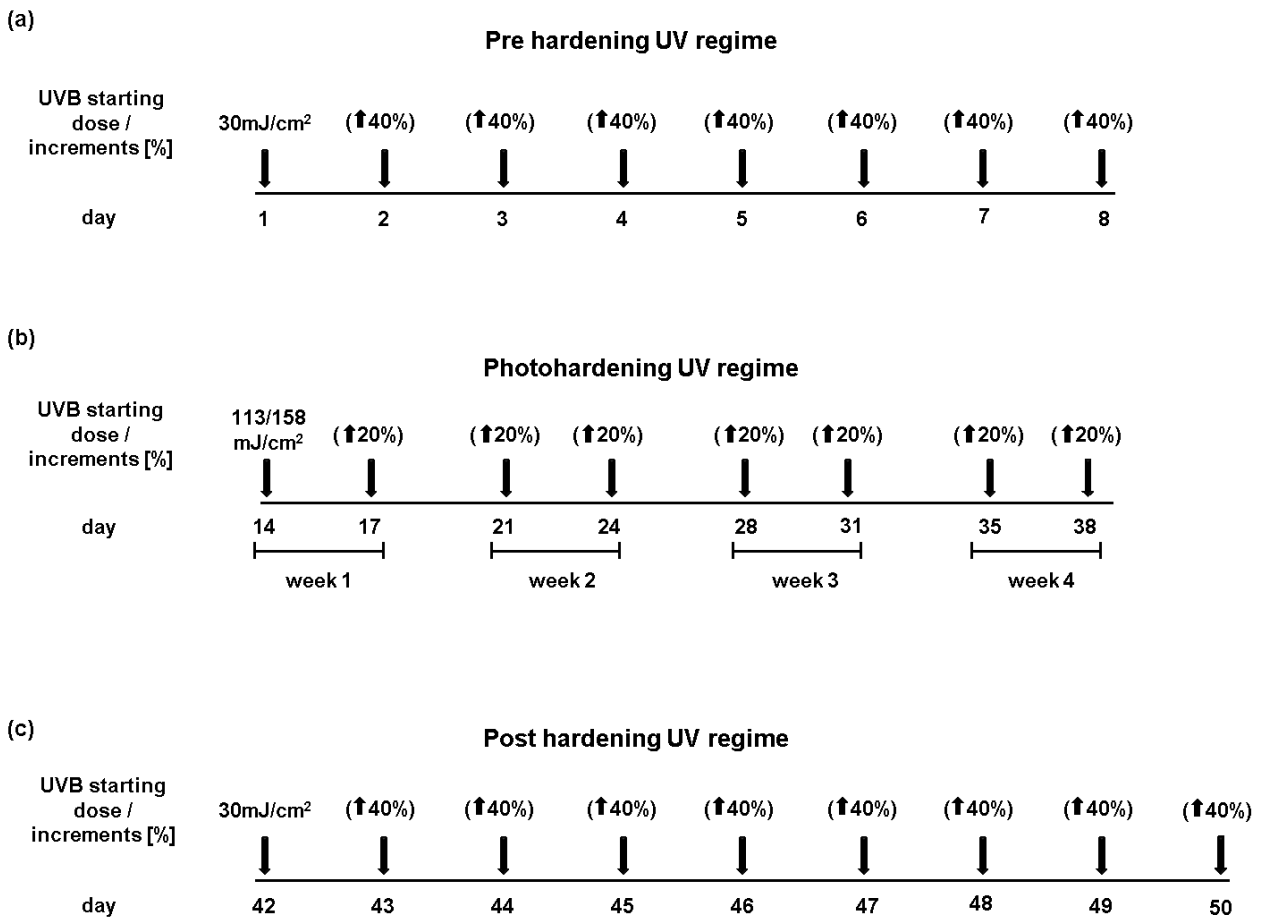 (a)
Pre hardening UV regime
UVB starting
dose /
increments [%]
30mJ/cm² (⬆40%) (⬆40%) (⬆40%) (⬆40%) (⬆40%) (⬆40%) (⬆40%)
day 1 2 3 4 5 6 7 8
(b)
Photohardening UV regime
UVB starting
dose /
increments [%]
113/158
mJ/cm² (⬆20%) (⬆20%) (⬆20%) (⬆20%) (⬆20%) (⬆20%) (⬆20%)
day 14 17 21 24 28 31 35 38
week 1 week 2 week 3 week 4
(c)
Post hardening UV regime
UVB starting
dose /
increments [%]
30mJ/cm² (⬆40%) (⬆40%) (⬆40%) (⬆40%) (⬆40%) (⬆40%) (⬆40%) (⬆40%)
day 42 43 44 45 46 47 48 49 50